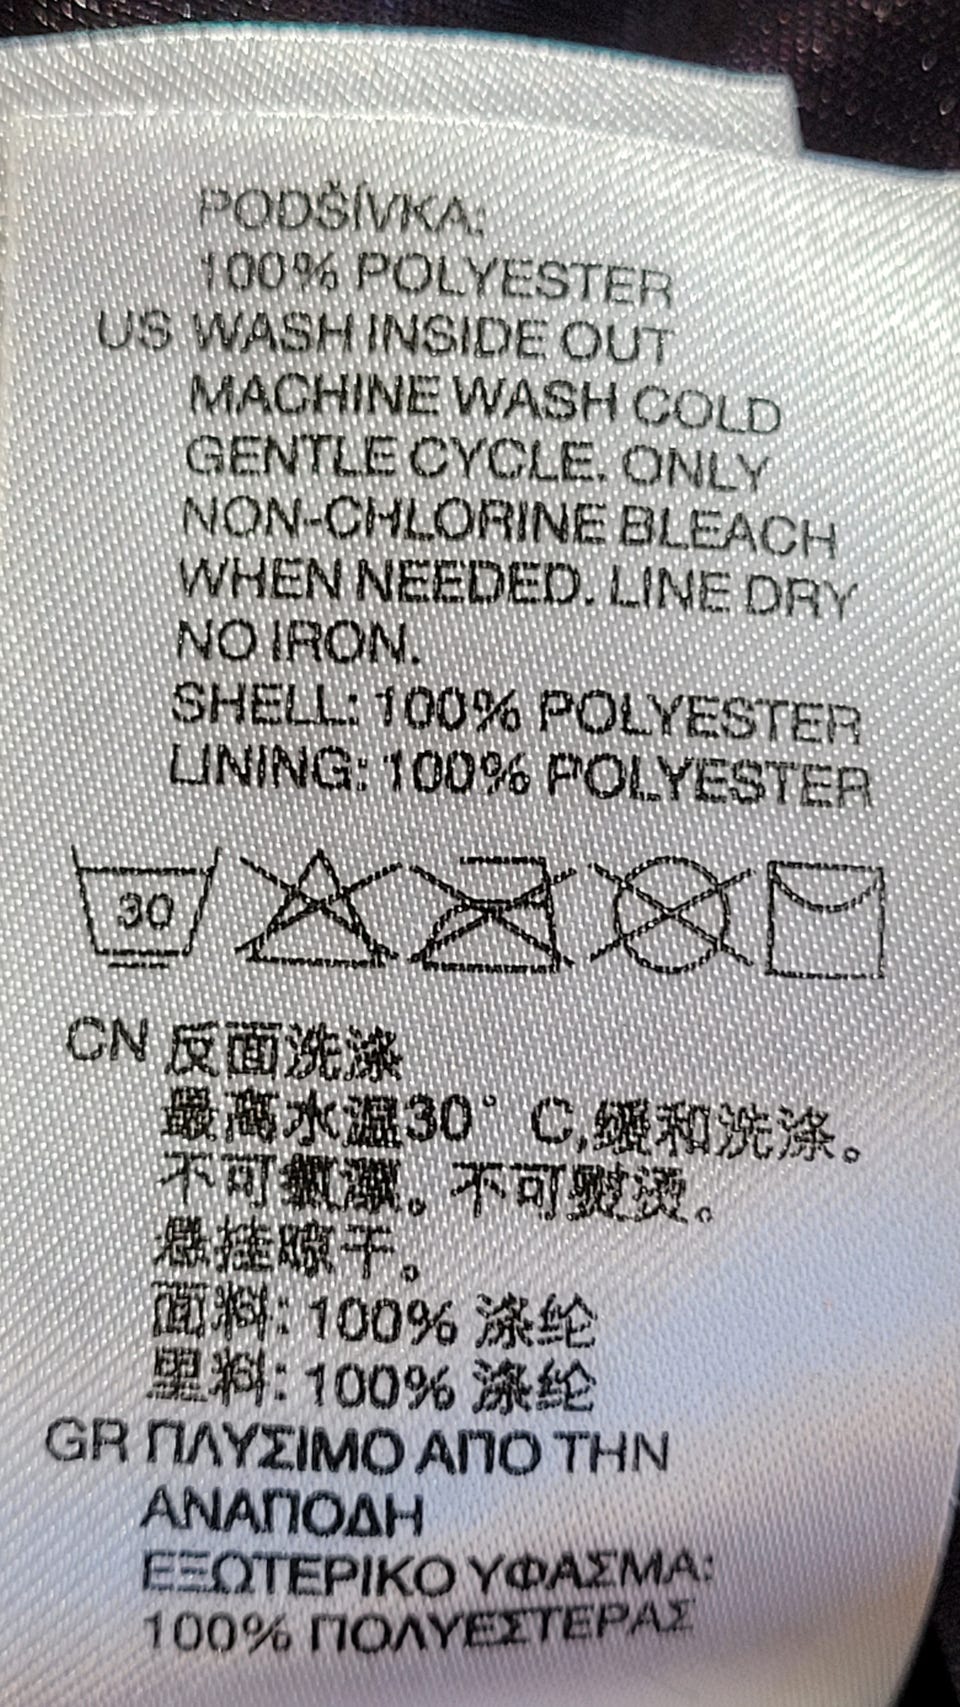 PODŠÍVKA:
100% POLYESTER
US WASH INSIDE OUT
MACHINE WASH COLD
GENTLE CYCLE. ONLY
NON-CHLORINE BLEACH
WHEN NEEDED. LINE DRY
NO IRON.
SHELL: 100% POLYESTER
LINING: 100% POLYESTER
30
CN 反面洗涤
最高水温30° C,缓和洗涤。
不可氯漂。不可熨烫。
悬挂晾干。
面料: 100% 涤纶
里料: 100% 涤纶
GR ΠΛΥΣΙΜΟ ΑΠΟ ΤΗΝ
ΑΝΑΠΟΔΗ
ΕΞΩΤΕΡΙΚΟ ΥΦΑΣΜΑ:
100% ΠΟΛΥΕΣΤΕΡΑΣ